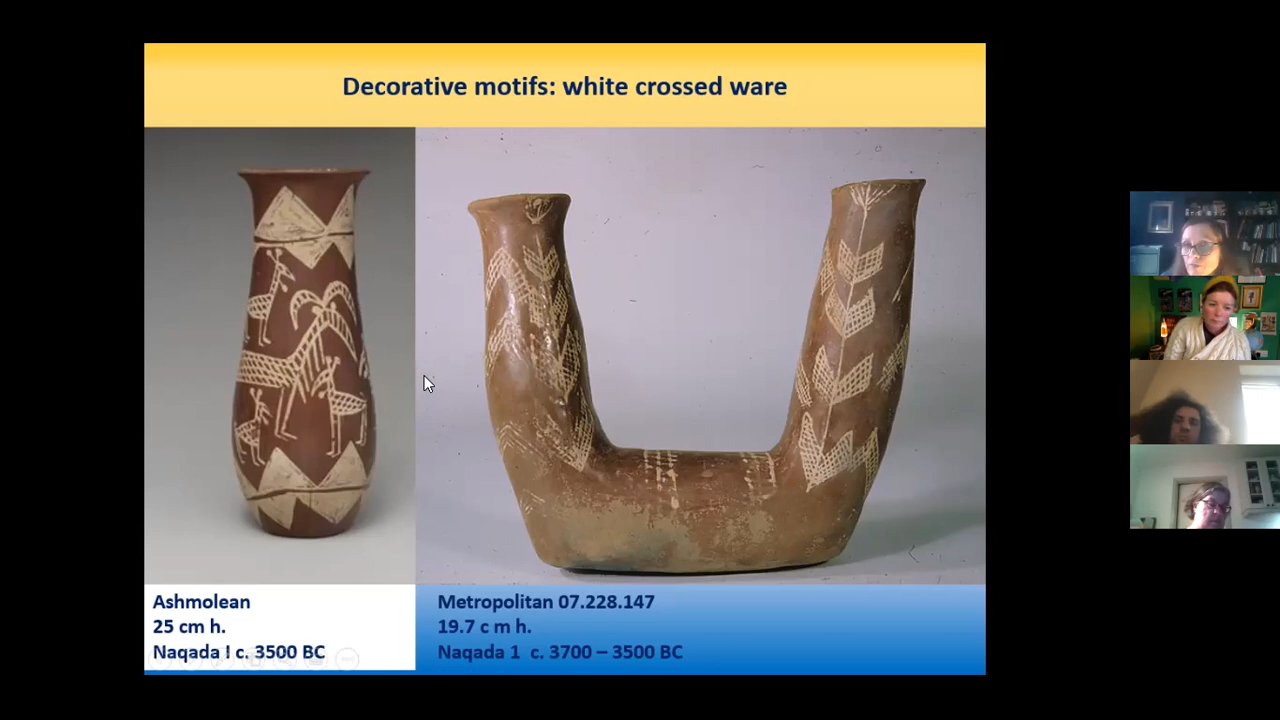 Decorative motifs: white crossed ware
Ashmolean
25 cm h.
Naqada I c. 3500 BC
Metropolitan 07.228.147
19.7 c m h.
Naqada 1 c. 3700 – 3500 BC